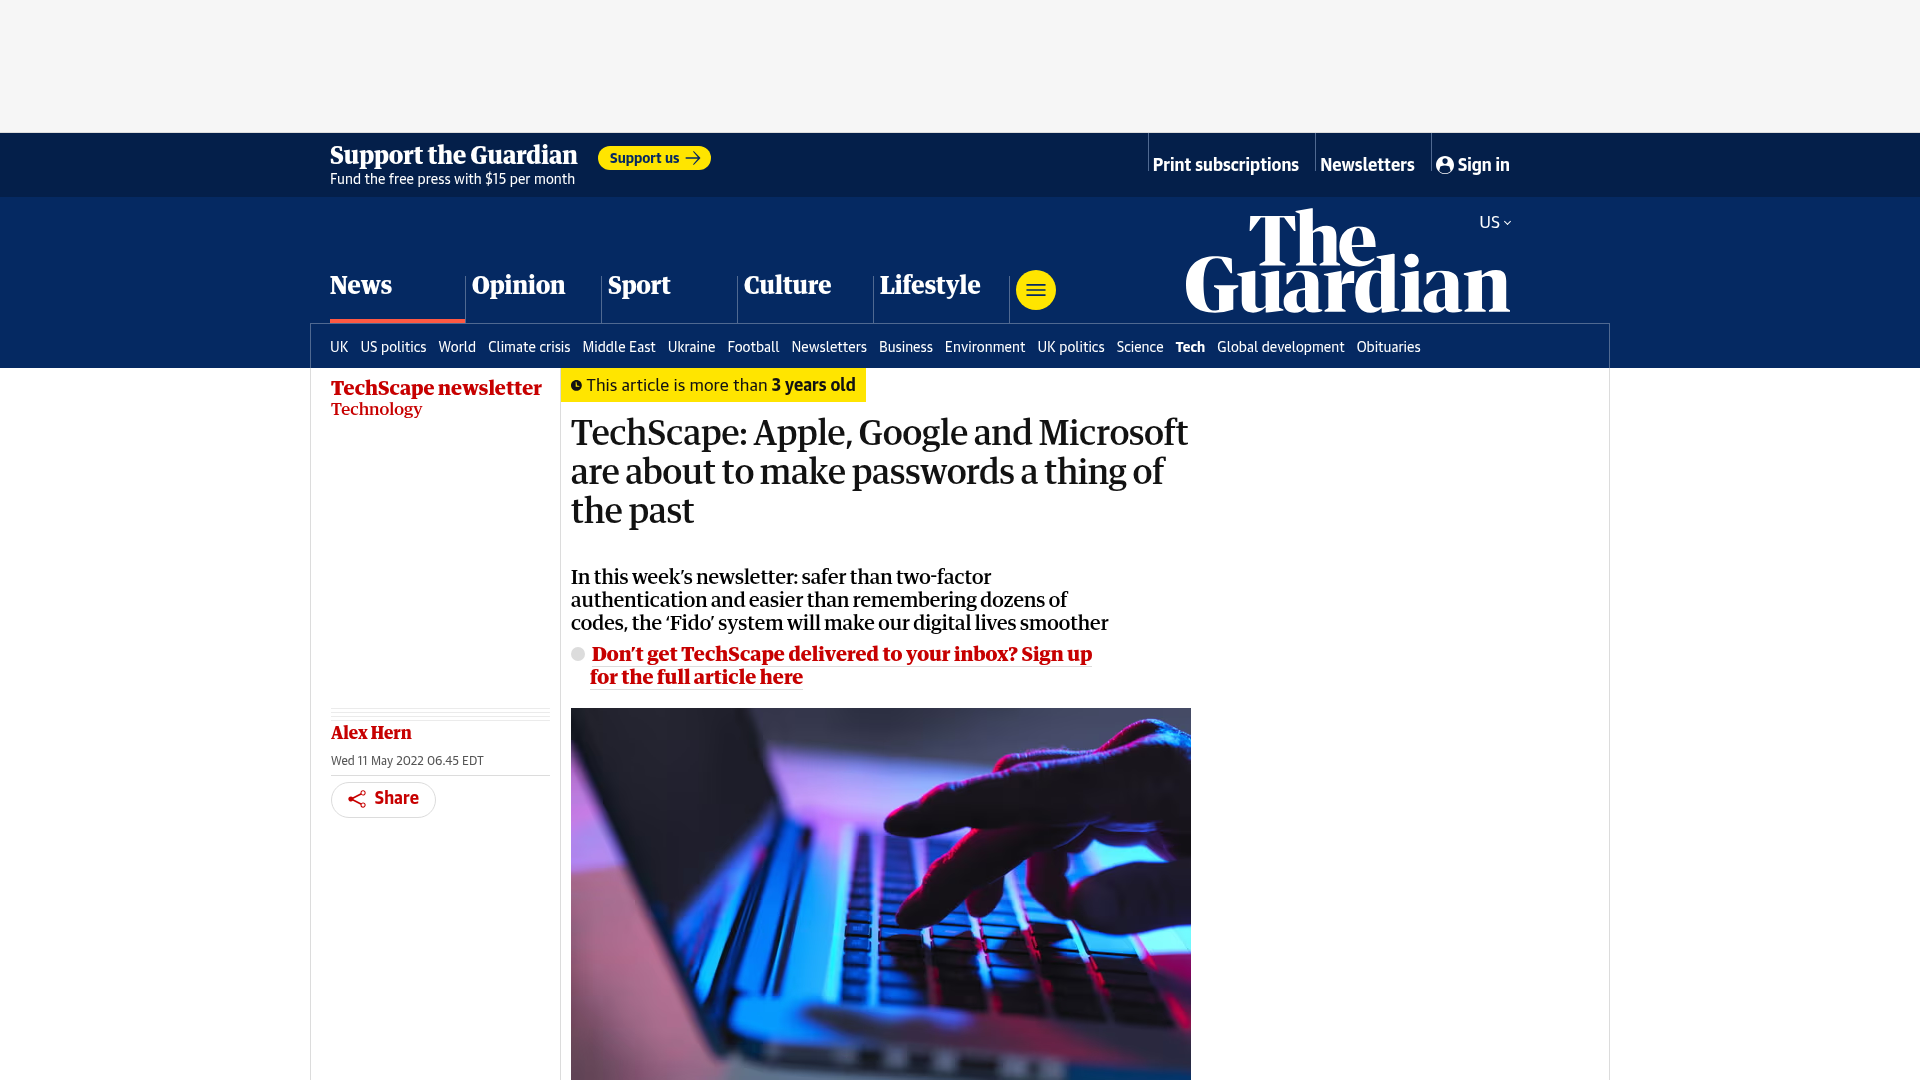 Support the Guardian
Fund the free press with $15 per month
Support us
Print subscriptions
Newsletters
Sign in
US
The
Guardian
News
Opinion
Sport
Culture
Lifestyle
UK US politics World Climate crisis Middle East Ukraine Football Newsletters Business Environment UK politics Science Tech Global development Obituaries
TechScape newsletter
Technology
This article is more than 3 years old
TechScape: Apple, Google and Microsoft
are about to make passwords a thing of
the past
In this week’s newsletter: safer than two-factor
authentication and easier than remembering dozens of
codes, the ‘Fido’ system will make our digital lives smoother
Don’t get TechScape delivered to your inbox? Sign up
for the full article here
Alex Hern
Wed 11 May 2022 06.45 EDT
Share